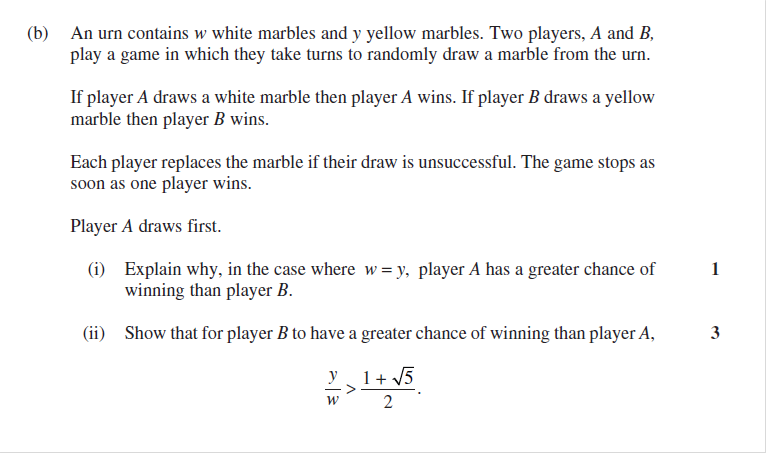 (b) An urn contains w white marbles and y yellow marbles. Two players, A and B,
play a game in which they take turns to randomly draw a marble from the urn.
If player A draws a white marble then player A wins. If player B draws a yellow
marble then player B wins.
Each player replaces the marble if their draw is unsuccessful. The game stops as
soon as one player wins.
Player A draws first.
(i) Explain why, in the case where w = y, player A has a greater chance of 1
winning than player B.
(ii) Show that for player B to have a greater chance of winning than player A, 3
y/w > (1 + √5)/2.